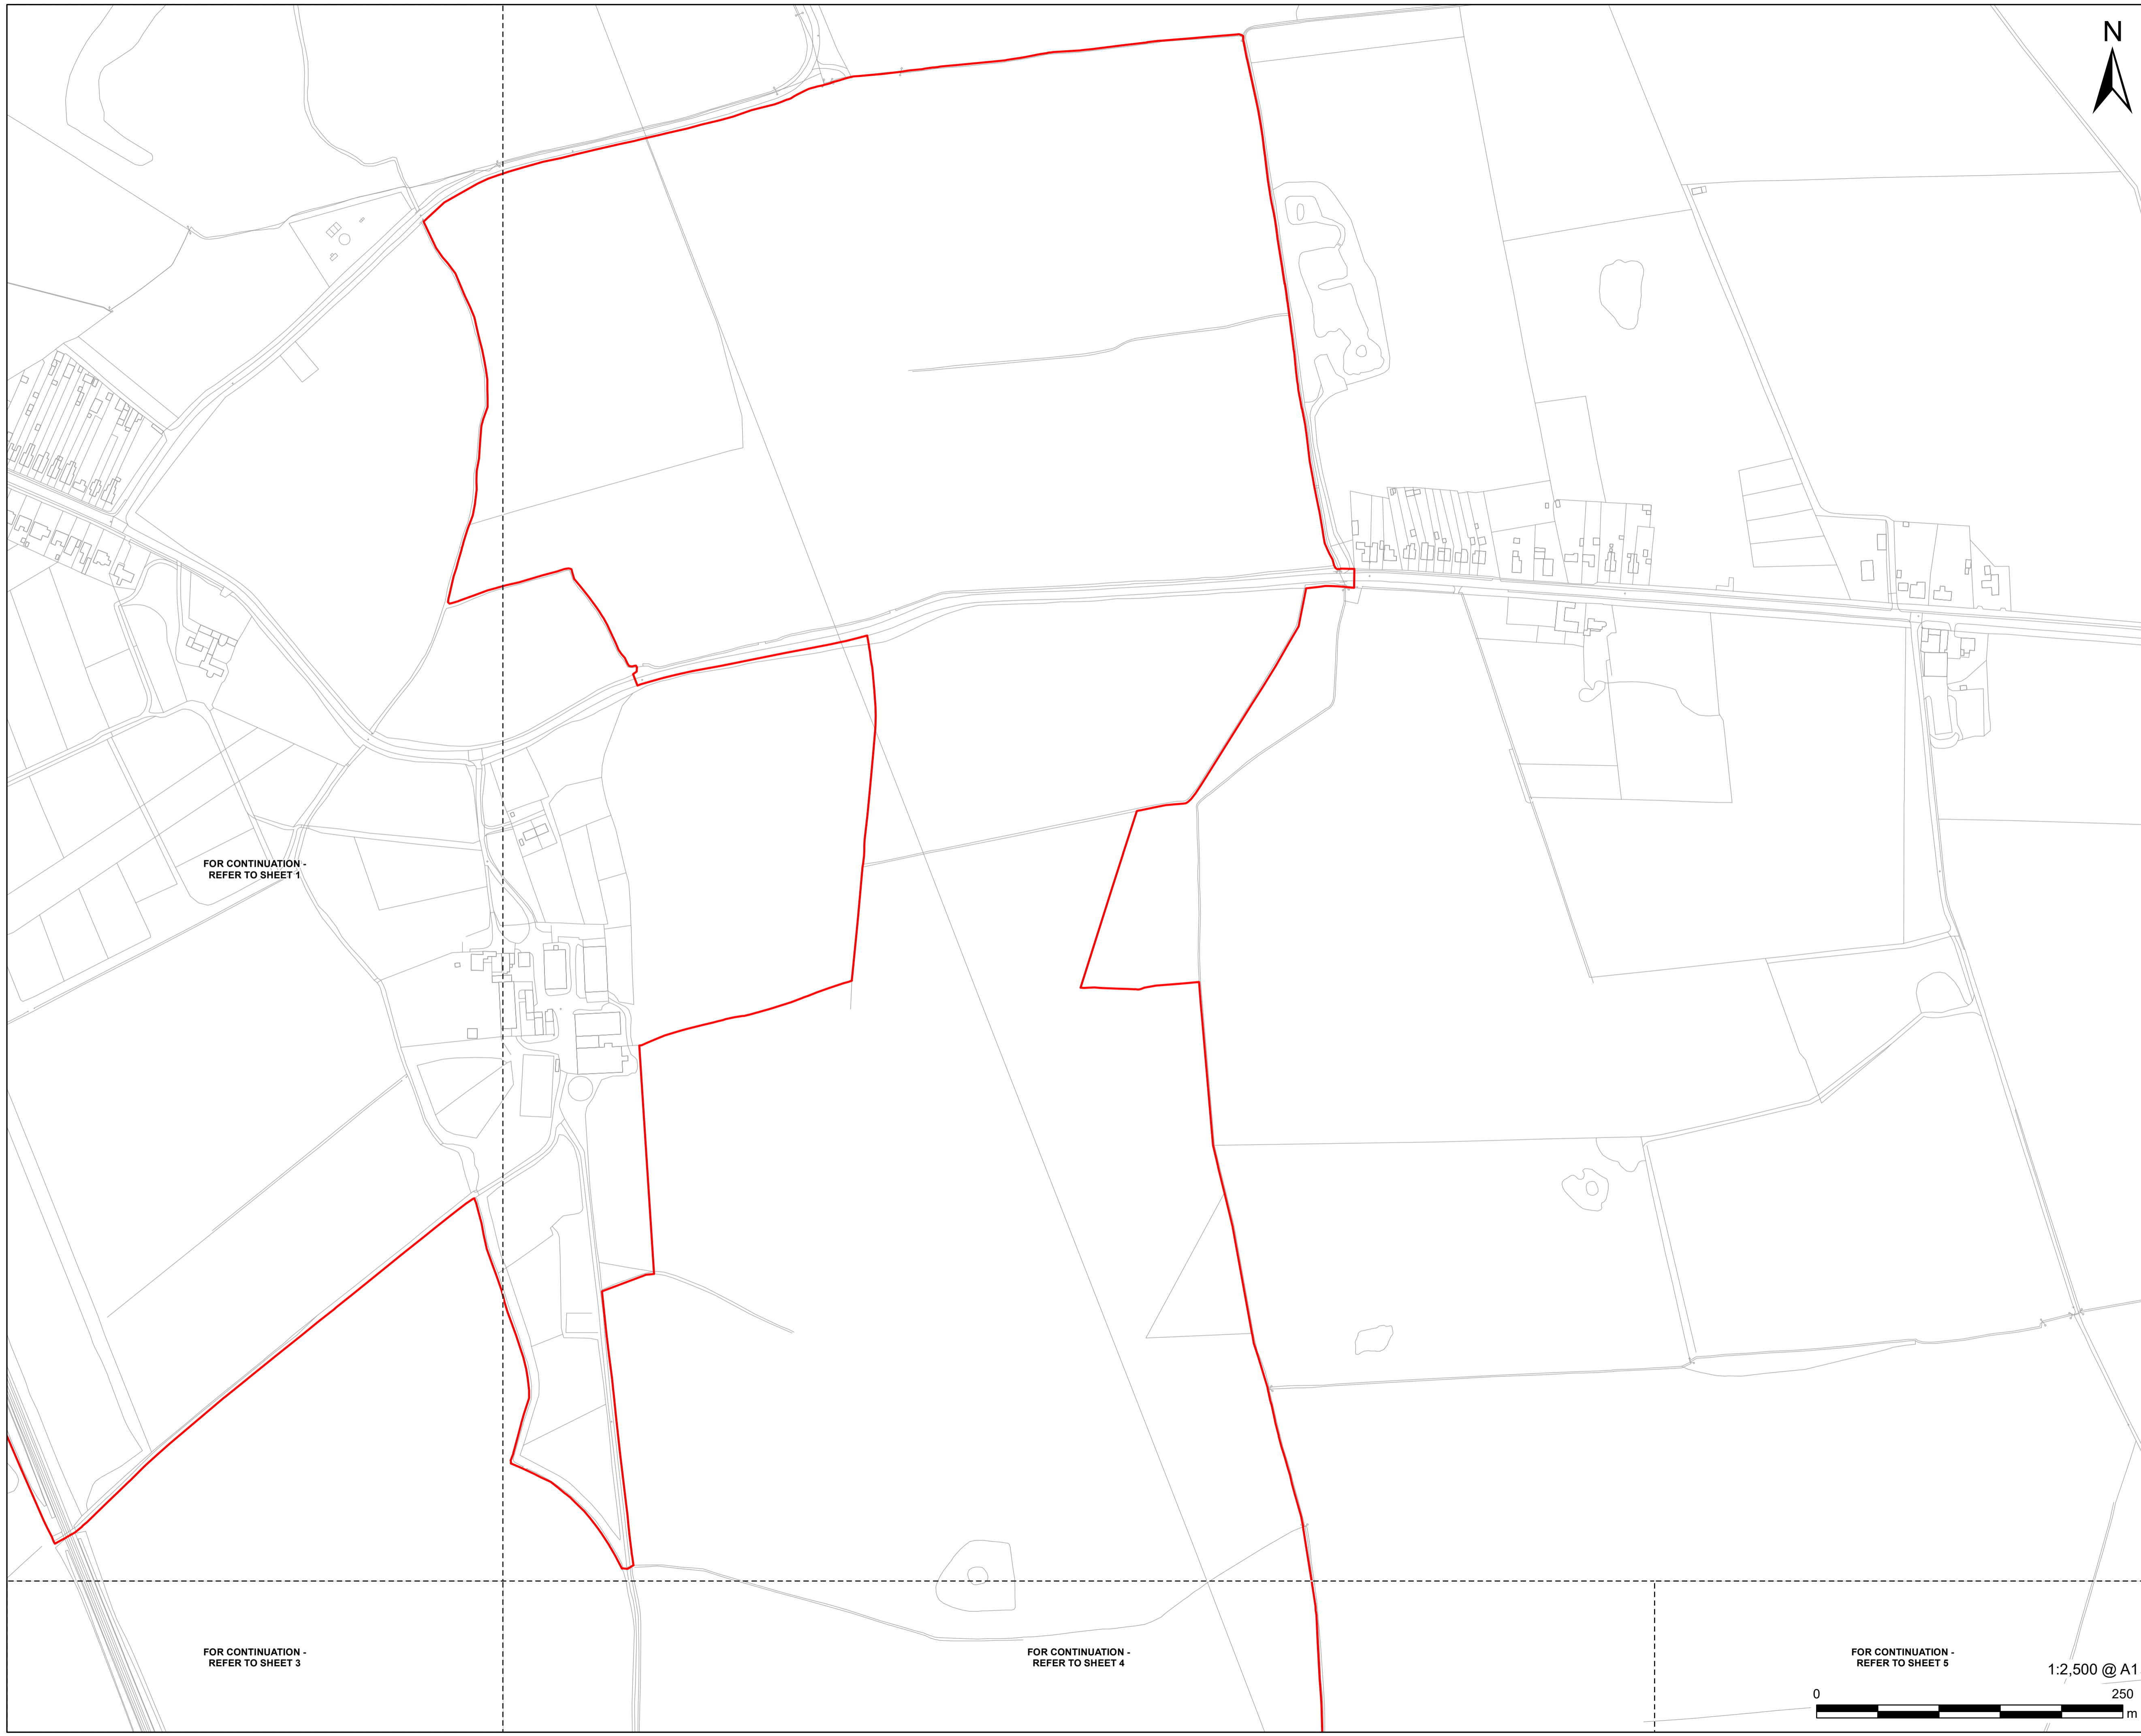 N
FOR CONTINUATION -
REFER TO SHEET 1
FOR CONTINUATION -
REFER TO SHEET 3
FOR CONTINUATION -
REFER TO SHEET 4
FOR CONTINUATION -
REFER TO SHEET 5
1:2,500 @ A1
0 250
m